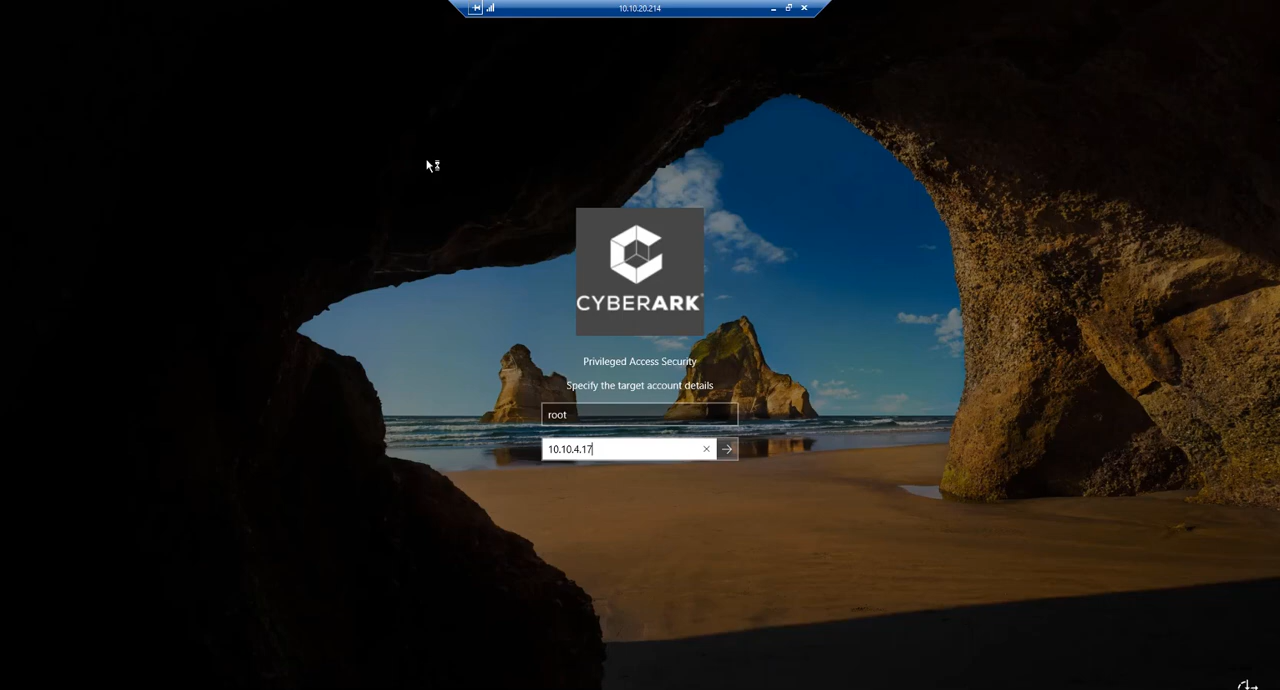 10.10.20.214
CYBERARK
Privileged Access Security
Specify the target account details
root
10.10.4.17